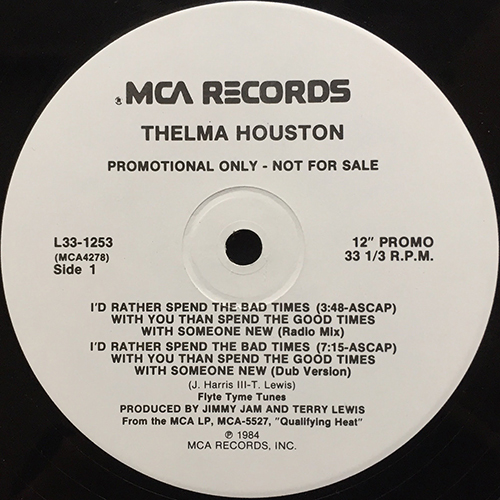 MCA RECORDS
THELMA HOUSTON
PROMOTIONAL ONLY - NOT FOR SALE
L33-1253
(MCA4278)
Side 1
12" PROMO
33 1/3 R.P.M.
I'D RATHER SPEND THE BAD TIMES (3:48-ASCAP)
WITH YOU THAN SPEND THE GOOD TIMES
WITH SOMEONE NEW (Radio Mix)
I'D RATHER SPEND THE BAD TIMES (7:15-ASCAP)
WITH YOU THAN SPEND THE GOOD TIMES
WITH SOMEONE NEW (Dub Version)
(J. Harris III-T. Lewis)
Flyte Tyme Tunes
PRODUCED BY JIMMY JAM AND TERRY LEWIS
From the MCA LP, MCA-5527, "Qualifying Heat"
℗ 1984
MCA RECORDS, INC.